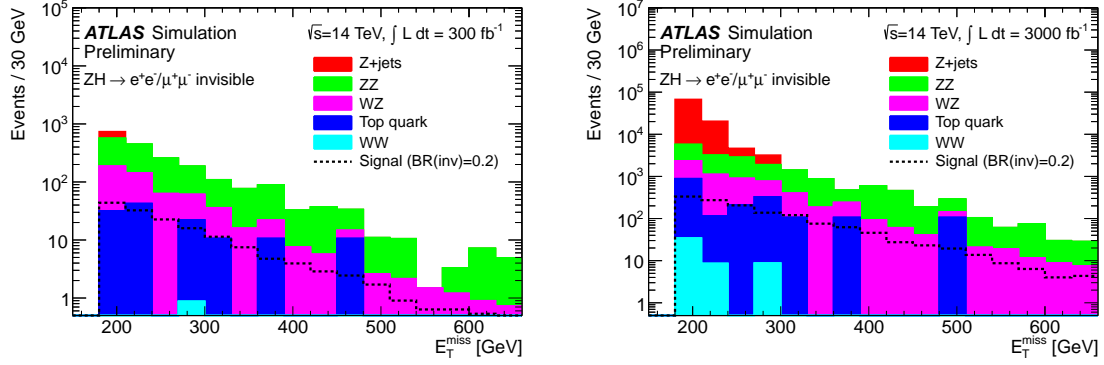 ATLAS Simulation
Preliminary
√s=14 TeV, ∫ L dt = 300 fb⁻¹
ZH → e⁺e⁻/μ⁺μ⁻ invisible
Z+jets
ZZ
WZ
Top quark
WW
Signal (BR(inv)=0.2)
Events / 30 GeV
10⁵
10⁴
10³
10²
10
1
200 300 400 500 600
E_T^miss [GeV]
ATLAS Simulation
Preliminary
√s=14 TeV, ∫ L dt = 3000 fb⁻¹
ZH → e⁺e⁻/μ⁺μ⁻ invisible
Z+jets
ZZ
WZ
Top quark
WW
Signal (BR(inv)=0.2)
Events / 30 GeV
10⁷
10⁶
10⁵
10⁴
10³
10²
10
1
200 300 400 500 600
E_T^miss [GeV]